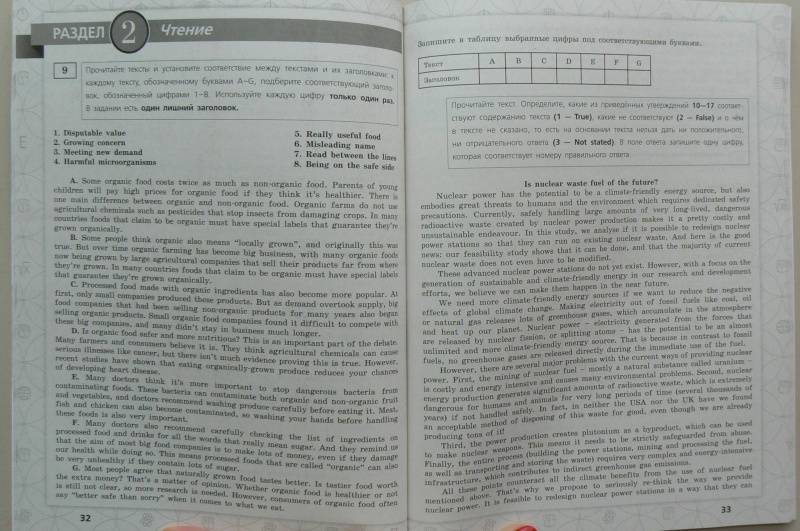 РАЗДЕЛ 2 Чтение
9
Прочитайте тексты и установите соответствие между текстами и их заголовками: к
каждому тексту, обозначенному буквами A–G, подберите соответствующий заголо-
вок, обозначенный цифрами 1–8. Используйте каждую цифру только один раз.
В задании есть один лишний заголовок.
1. Disputable value
2. Growing concern
3. Meeting new demand
4. Harmful microorganisms
5. Really useful food
6. Misleading name
7. Read between the lines
8. Being on the safe side
A. Some organic food costs twice as much as non-organic food. Parents of young
children will pay high prices for organic food if they think it's healthier. There is
one main difference between organic and non-organic food. Organic farms do not use
agricultural chemicals such as pesticides that stop insects from damaging crops. In many
countries foods that claim to be organic must have special labels that guarantee they're
grown organically.
B. Some people think organic also means "locally grown", and originally this was
true. But over time organic farming has become big business, with many organic foods
now being grown by large agricultural companies that sell their products far from where
they're grown. In many countries foods that claim to be organic must have special labels
that guarantee they're grown organically.
C. Processed food made with organic ingredients has also become more popular. At
first, only small companies produced these products. But as demand overtook supply, big
food companies that had been selling non-organic products for many years also began
selling organic products. Small organic food companies found it difficult to compete with
these big companies, and many didn't stay in business much longer.
D. Is organic food safer and more nutritious? This is an important part of the debate.
Many farmers and consumers believe it is. They think agricultural chemicals can cause
serious illnesses like cancer, but there isn't much evidence proving this is true. However,
recent studies have shown that eating organically-grown produce reduces your chances
of developing heart disease.
E. Many doctors think it's more important to stop dangerous bacteria from
contaminating foods. These bacteria can contaminate both organic and non-organic fruit
and vegetables, and doctors recommend washing produce carefully before eating it. Meat,
fish and chicken can also become contaminated, so washing your hands before handling
these foods is also very important.
F. Many doctors also recommend carefully checking the list of ingredients on
processed food and drinks for all the words that really mean sugar. And they remind us
that the aim of most big food companies is to make lots of money, even if they damage
our health while doing so. This means processed foods that are called "organic" can also
be very unhealthy if they contain lots of sugar.
G. Most people agree that naturally grown food tastes better. Is tastier food worth
the extra money? That's a matter of opinion. Whether organic food is healthier or not
is still not clear, so more research is needed. However, consumers of organic food often
say "better safe than sorry" when it comes to what we eat.
32
Запишите в таблицу выбранные цифры под соответствующими буквами.
Текст A B C D E F G
Заголовок
Прочитайте текст. Определите, какие из приведённых утверждений 10–17 соответ-
ствуют содержанию текста (1 — True), какие не соответствуют (2 — False) и о чём
в тексте не сказано, то есть на основании текста нельзя дать ни положительного,
ни отрицательного ответа (3 — Not stated). В поле ответа запишите одну цифру,
которая соответствует номеру правильного ответа.
Is nuclear waste fuel of the future?
Nuclear power has the potential to be a climate-friendly energy source, but also
embodies great threats to humans and the environment which requires dedicated safety
precautions. Currently, safely handling large amounts of very long-lived, dangerous
radioactive waste created by nuclear power production makes it a pretty costly and
unsustainable endeavour. In this study, we analyse if it is possible to redesign nuclear
power stations so that they can run on existing nuclear waste. And here is the good
news: our feasibility study shows that it can be done, and that the majority of current
nuclear waste does not even have to be modified.
These advanced nuclear power stations do not yet exist. However, with a focus on the
generation of sustainable and climate-friendly energy in our research and development
efforts, we believe we can make them happen in the near future.
We need more climate-friendly energy sources if we want to reduce the negative
effects of global climate change. Making electricity out of fossil fuels like coal, oil
or natural gas releases lots of greenhouse gases, which accumulate in the atmosphere
and heat up our planet. Nuclear power – electricity generated from the forces that
are released by nuclear fission, or splitting atoms – has the potential to be an almost
unlimited and more climate-friendly energy source. That is because in contrast to fossil
fuels, no greenhouse gases are released directly during the immediate use of the fuel.
However, there are several major problems with the current ways of providing nuclear
power. First, the mining of nuclear fuel – mostly a natural substance called uranium –
is costly and energy intensive and causes many environmental problems. Second, nuclear
energy production generates significant amounts of radioactive waste, which is extremely
dangerous for humans and animals for very long periods of time (several thousands of
years) if not handled safely. In fact, in neither the USA nor the UK have we found
an acceptable method of disposing of this waste for good, even though we are already
producing tons of it!
Third, the power production creates plutonium as a byproduct, which can be used
to make nuclear weapons. This means it needs to be strictly safeguarded from abuse.
Finally, the entire process (building the power stations, mining and processing the fuel,
as well as transporting and storing the waste) requires very complex and energy-intensive
infrastructure, which contributes to indirect greenhouse gas emissions.
All these points counteract all the climate benefits from the use of nuclear fuel
mentioned above. That's why we propose to seriously re-think the way we provide
nuclear power. It is feasible to redesign nuclear power stations in a way that they can
33